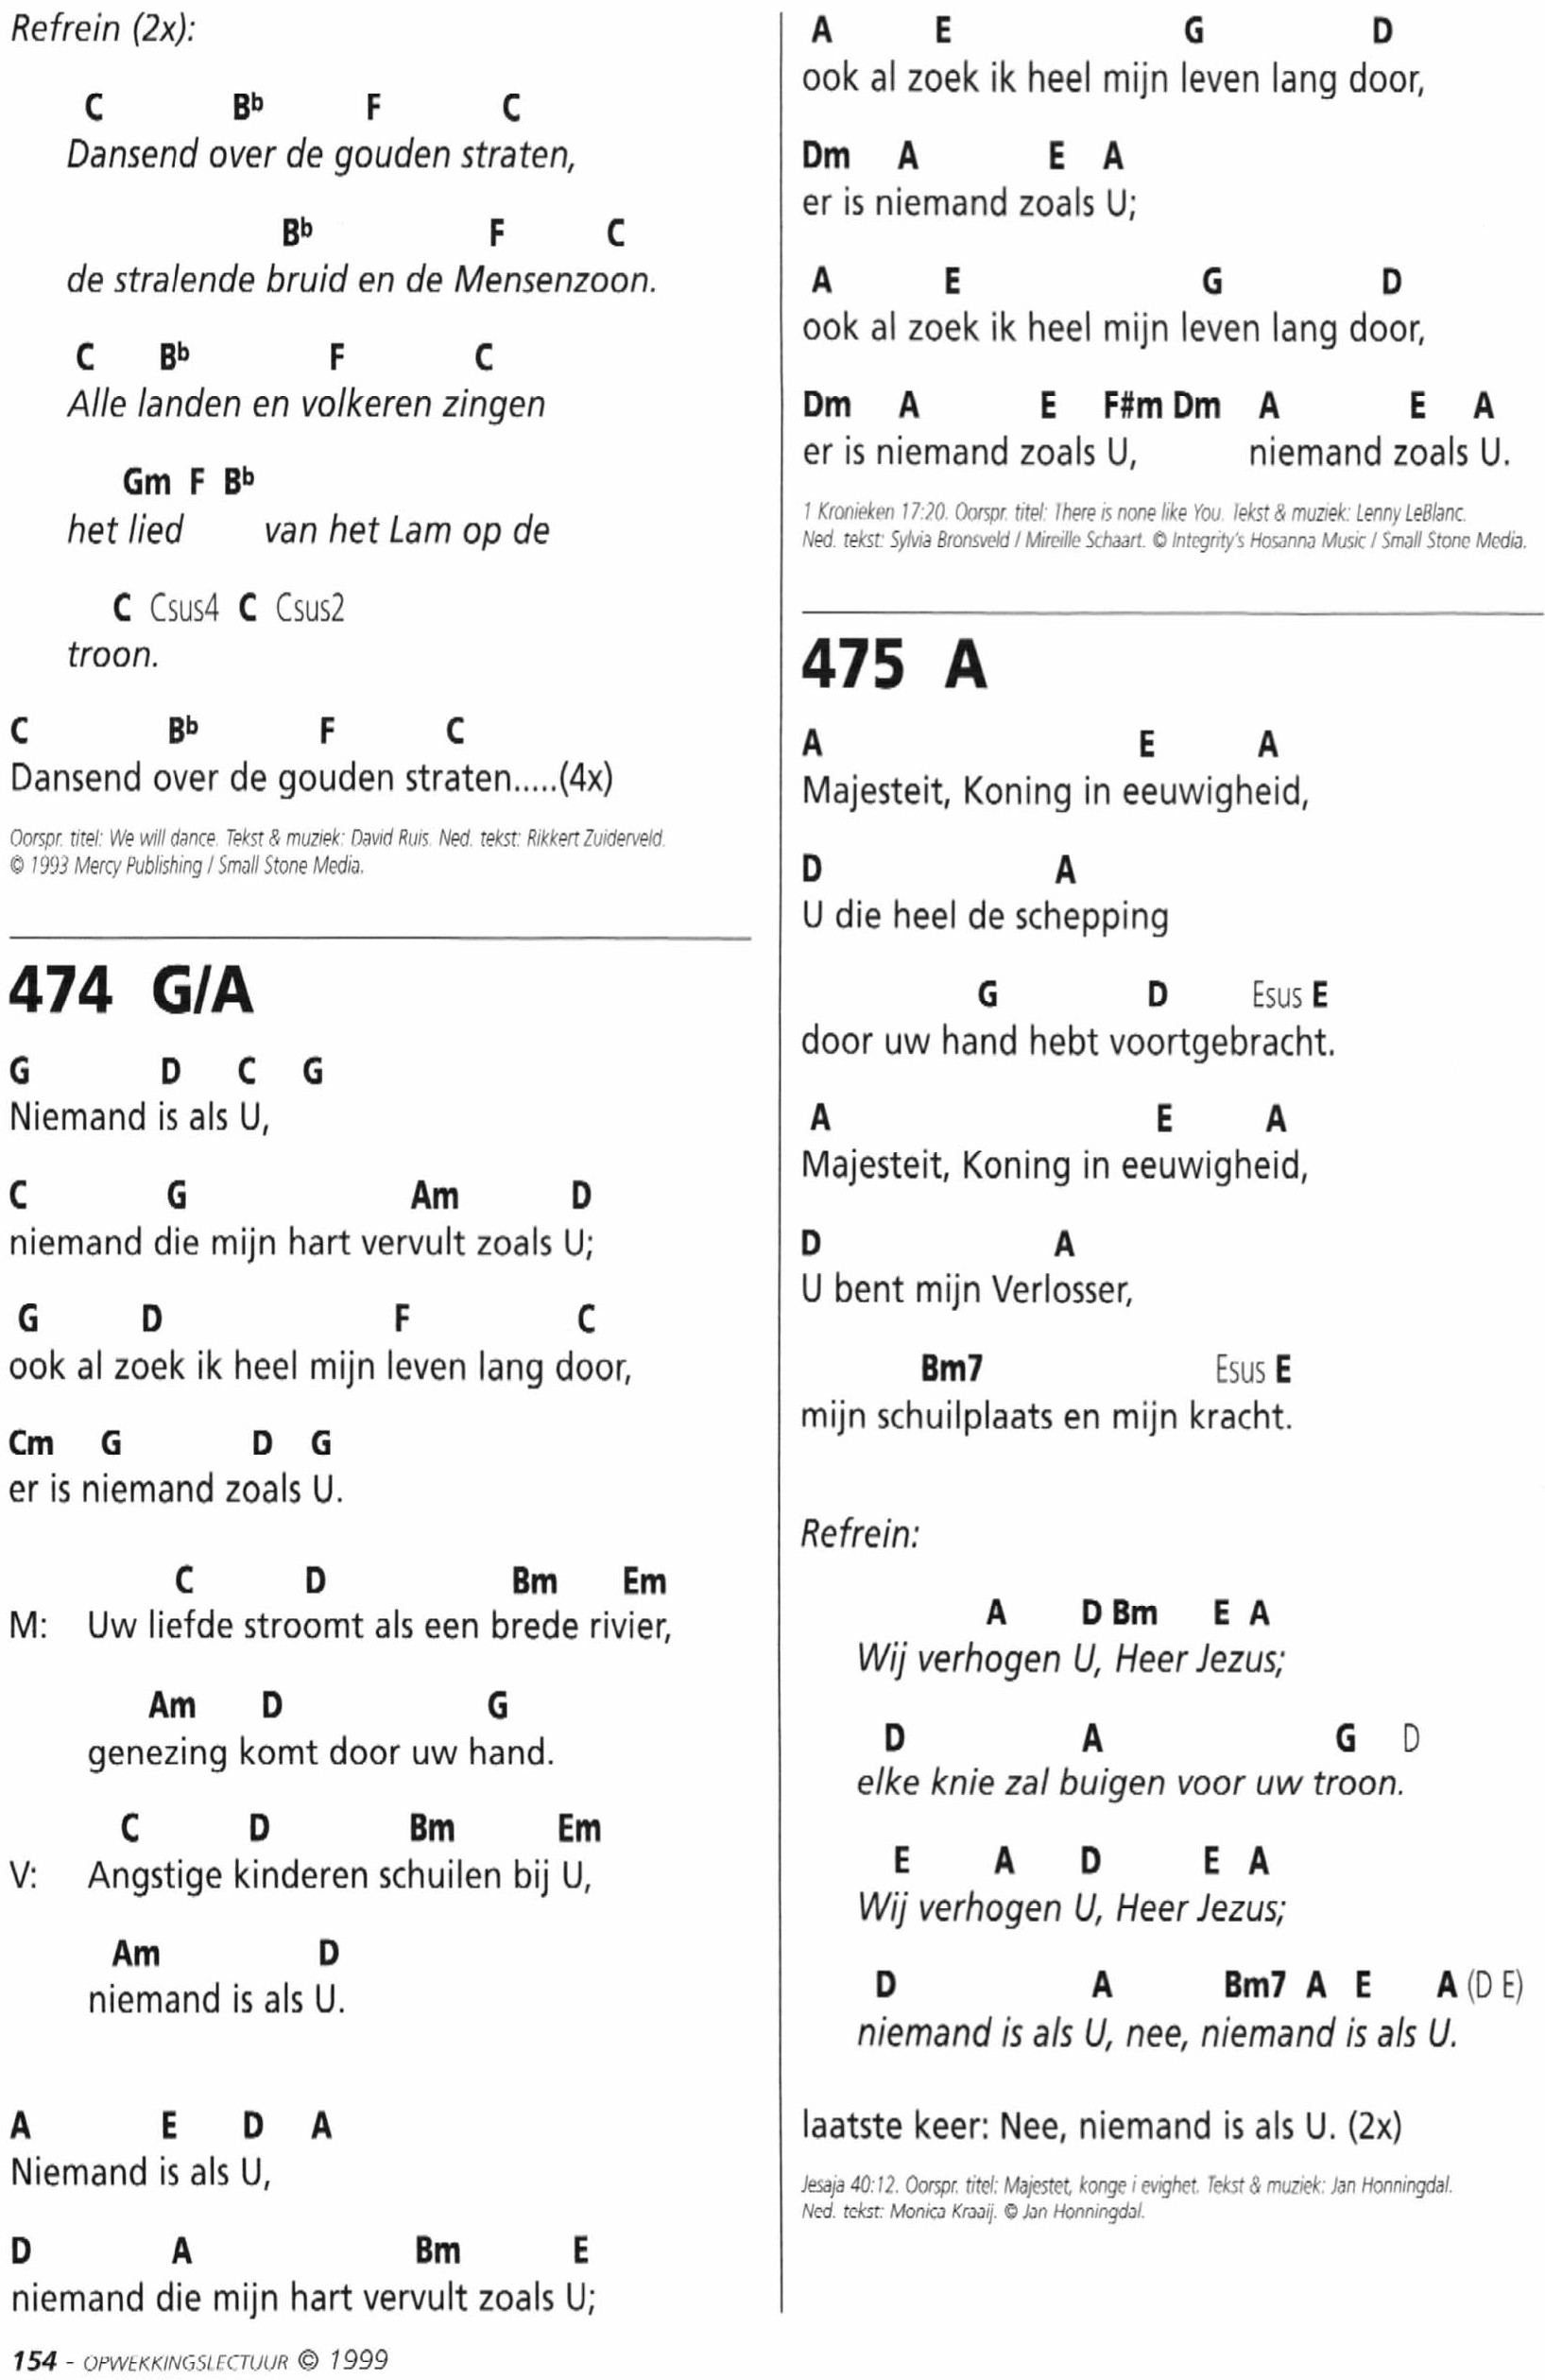 Refrein (2x):
C Bb F C
Dansend over de gouden straten,
Bb F C
de stralende bruid en de Mensenzoon.
C Bb F C
Alle landen en volkeren zingen
Gm F Bb
het lied van het Lam op de
C Csus4 C Csus2
troon.
C Bb F C
Dansend over de gouden straten.....(4x)
Oorspr. titel: We will dance. Tekst & muziek: David Ruis. Ned. tekst: Rikkert Zuiderveld.
© 1993 Mercy Publishing / Small Stone Media.
474 G/A
G D C G
Niemand is als U,
C G Am D
niemand die mijn hart vervult zoals U;
G D F C
ook al zoek ik heel mijn leven lang door,
Cm G D G
er is niemand zoals U.
C D Bm Em
M: Uw liefde stroomt als een brede rivier,
Am D G
genezing komt door uw hand.
C D Bm Em
V: Angstige kinderen schuilen bij U,
Am D
niemand is als U.
A E D A
Niemand is als U,
D A Bm E
niemand die mijn hart vervult zoals U;
A E G D
ook al zoek ik heel mijn leven lang door,
Dm A E A
er is niemand zoals U;
A E G D
ook al zoek ik heel mijn leven lang door,
Dm A E F#m Dm A E A
er is niemand zoals U, niemand zoals U.
1 Kronieken 17:20. Oorspr. titel: There is none like You. Tekst & muziek: Lenny LeBlanc.
Ned. tekst: Sylvia Bronsveld / Mireille Schaart. © Integrity's Hosanna Music / Small Stone Media.
475 A
A E A
Majesteit, Koning in eeuwigheid,
D A
U die heel de schepping
G D Esus E
door uw hand hebt voortgebracht.
A E A
Majesteit, Koning in eeuwigheid,
D A
U bent mijn Verlosser,
Bm7 Esus E
mijn schuilplaats en mijn kracht.
Refrein:
A D Bm E A
Wij verhogen U, Heer Jezus;
D A G D
elke knie zal buigen voor uw troon.
E A D E A
Wij verhogen U, Heer Jezus;
D A Bm7 A E A (D E)
niemand is als U, nee, niemand is als U.
laatste keer: Nee, niemand is als U. (2x)
Jesaja 40:12. Oorspr. titel: Majestet, konge i evighet. Tekst & muziek: Jan Honningdal.
Ned. tekst: Monica Kraaij. © Jan Honningdal.
154 - OPWEKKINGSLECTUUR © 1999